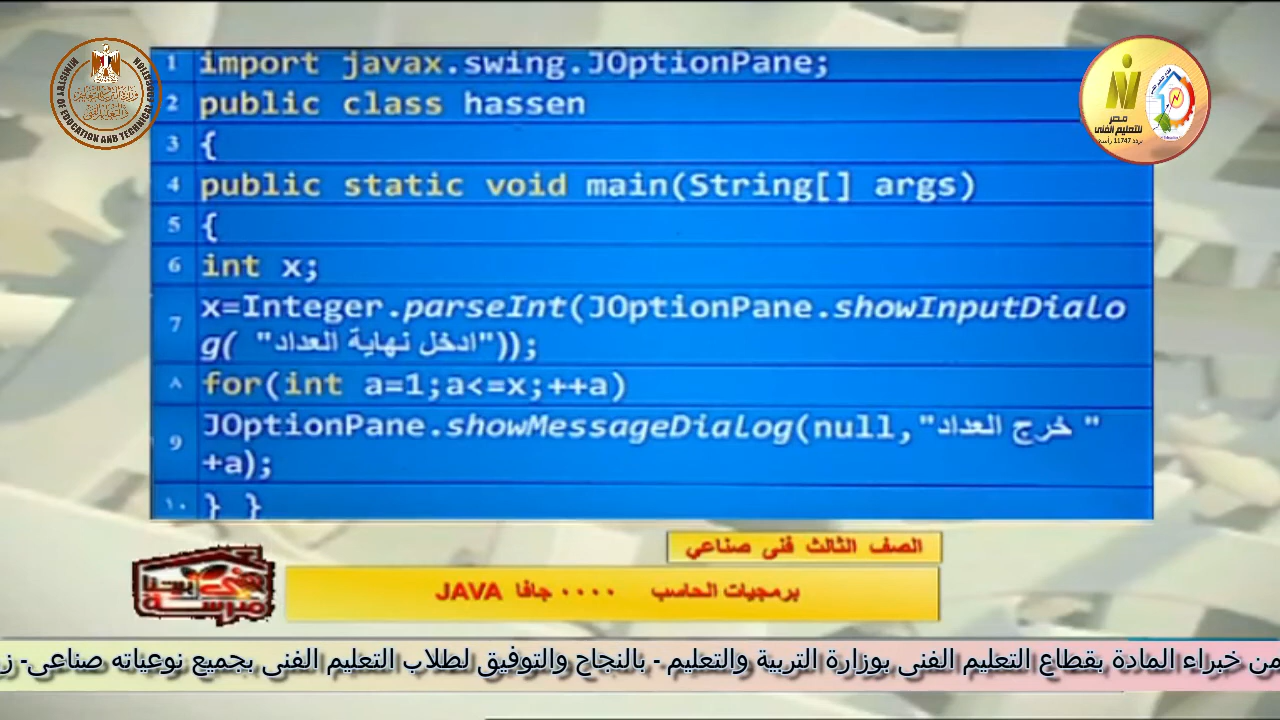 1 import javax.swing.JOptionPane;
2 public class hassen
3 {
4 public static void main(String[] args)
5 {
6 int x;
7 x=Integer.parseInt(JOptionPane.showInputDialo
g( "ادخل نهاية العداد"));
٨ for(int a=1;a<=x;++a)
9 JOptionPane.showMessageDialog(null,"خرج العداد "
+a);
١٠ } }
مصر
للتعليم الفنى
الصف الثالث فنى صناعي
برمجيات الحاسب ٠٠٠٠ جافا JAVA
من خبراء المادة بقطاع التعليم الفنى بوزارة التربية والتعليم - بالنجاح والتوفيق لطلاب التعليم الفنى بجميع نوعياته صناعى- ز